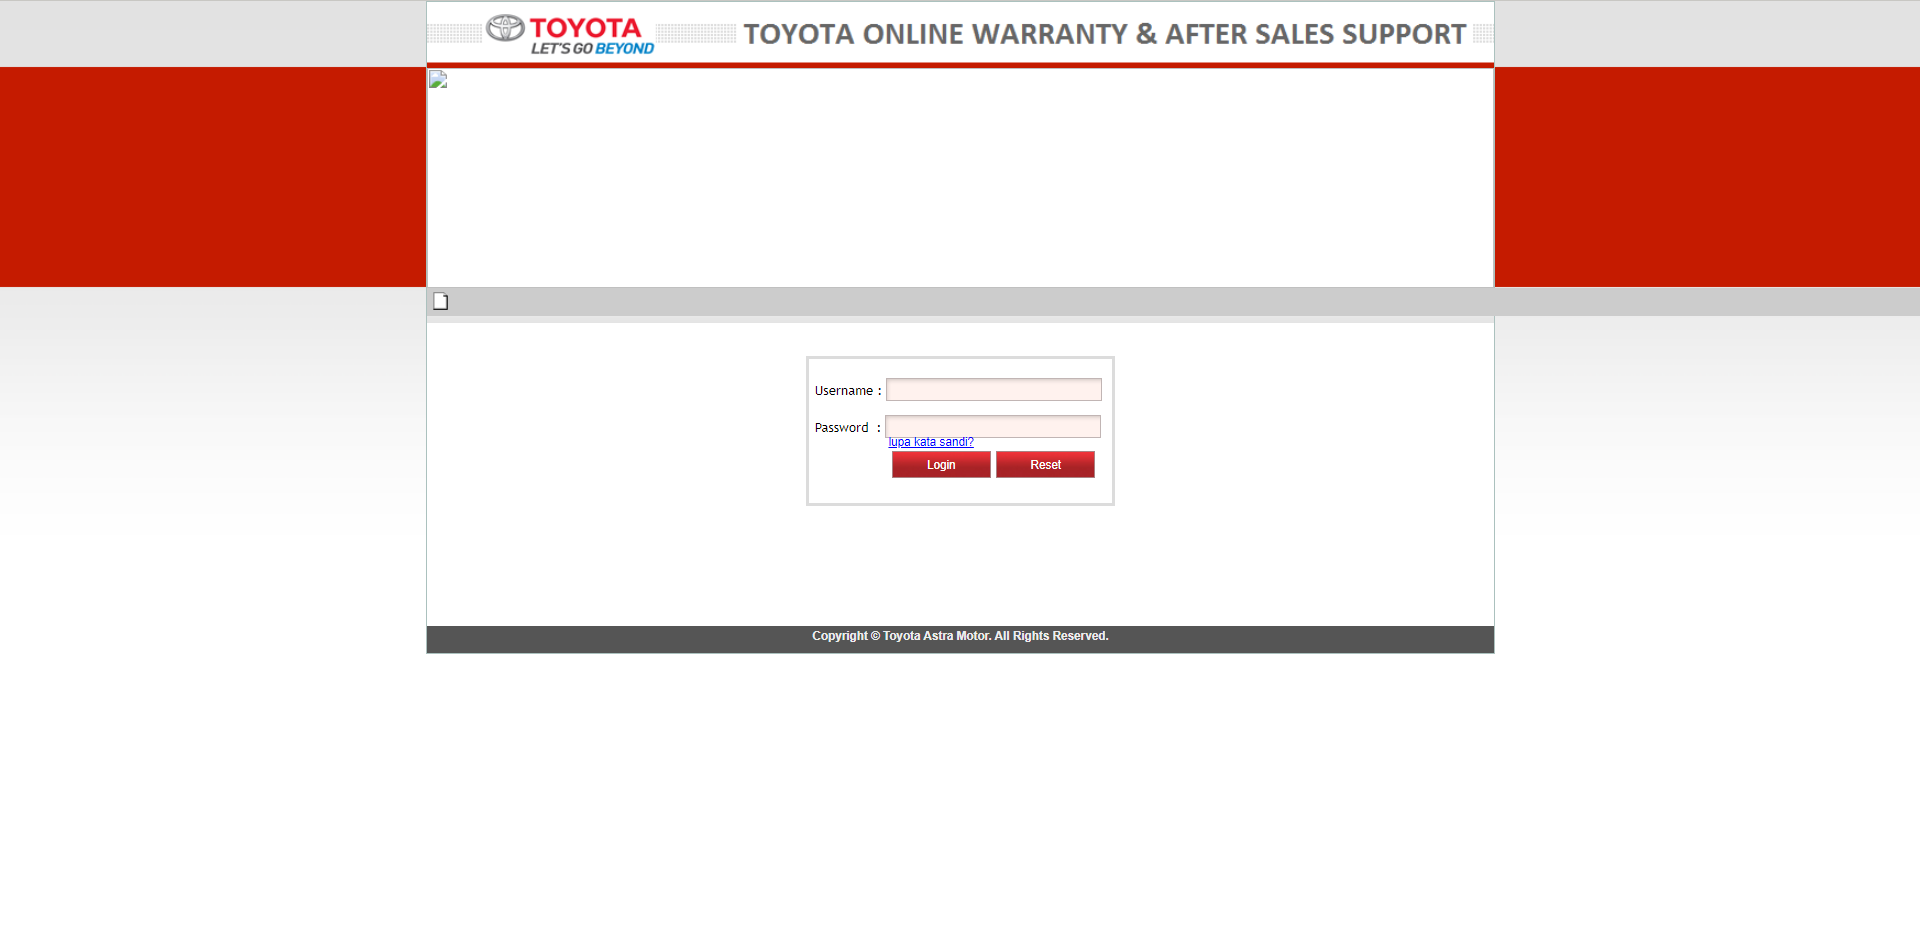 TOYOTA
LET'S GO BEYOND
TOYOTA ONLINE WARRANTY & AFTER SALES SUPPORT
Username :
Password :
lupa kata sandi?
Login Reset
Copyright © Toyota Astra Motor. All Rights Reserved.